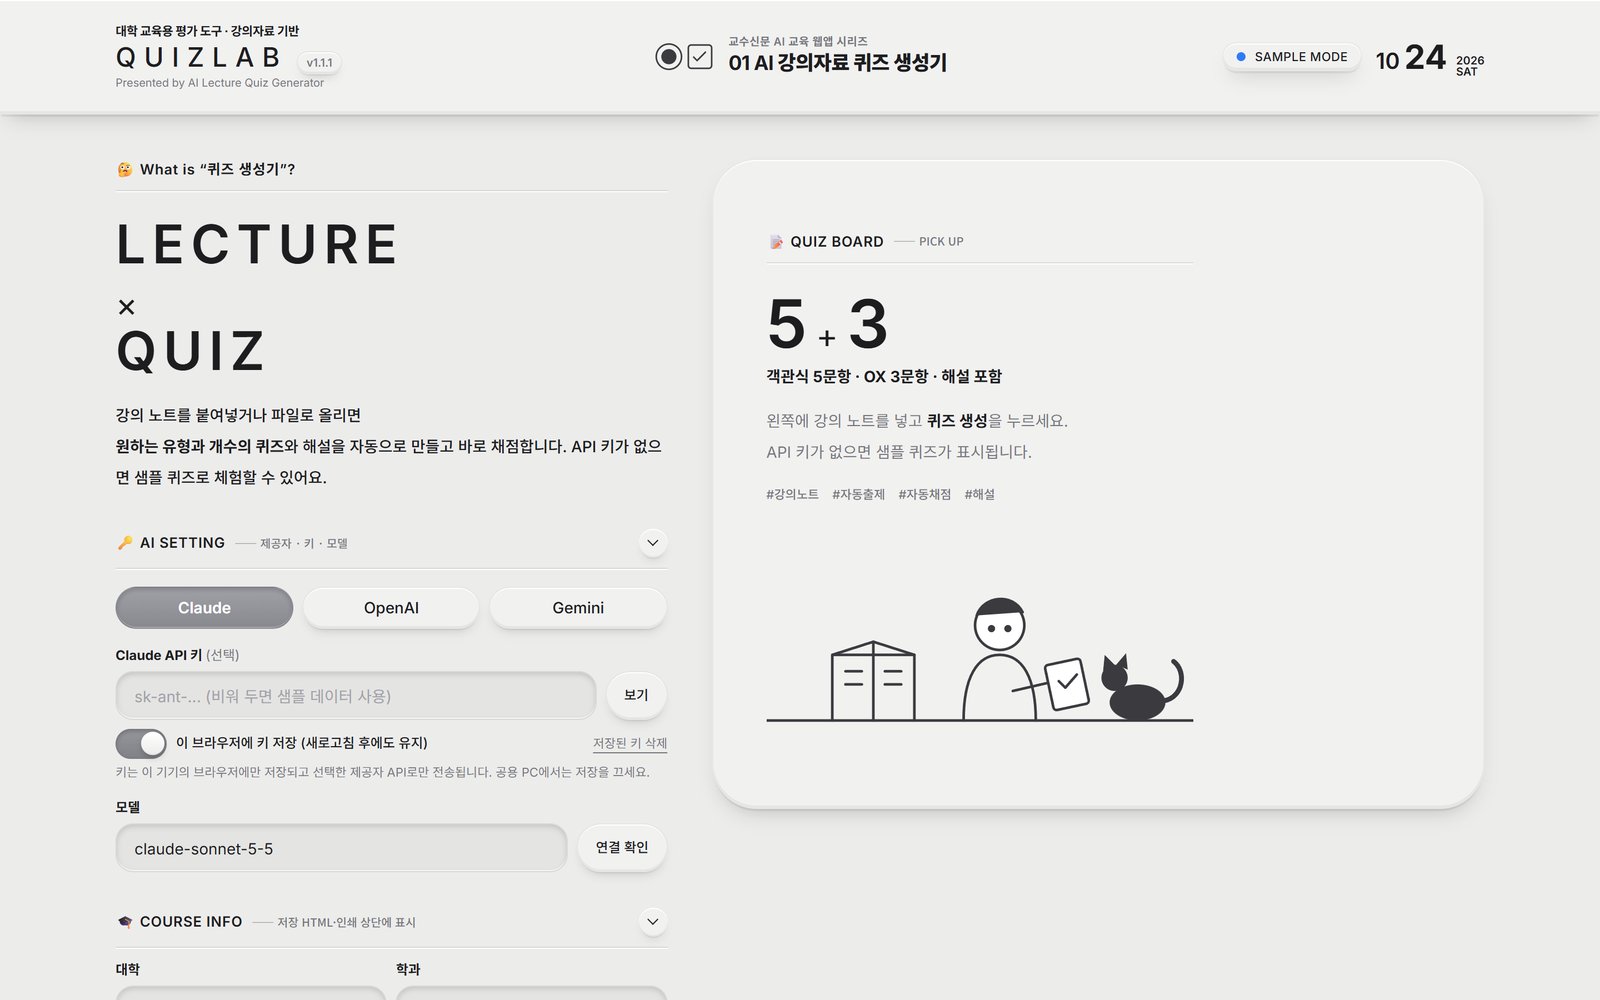 대학 교육용 평가 도구 · 강의자료 기반
QUIZLAB v1.1.1
Presented by AI Lecture Quiz Generator
교수신문 AI 교육 웹앱 시리즈
01 AI 강의자료 퀴즈 생성기
SAMPLE MODE
10 24 2026 SAT
🤔 What is “퀴즈 생성기”?
LECTURE
×
QUIZ
강의 노트를 붙여넣거나 파일로 올리면
원하는 유형과 개수의 퀴즈와 해설을 자동으로 만들고 바로 채점합니다. API 키가 없으
면 샘플 퀴즈로 체험할 수 있어요.
🔑 AI SETTING — 제공자 · 키 · 모델
Claude
OpenAI
Gemini
Claude API 키 (선택)
sk-ant-... (비워 두면 샘플 데이터 사용)
보기
이 브라우저에 키 저장 (새로고침 후에도 유지)
저장된 키 삭제
키는 이 기기의 브라우저에만 저장되고 선택한 제공자 API로만 전송됩니다. 공용 PC에서는 저장을 끄세요.
모델
claude-sonnet-5-5
연결 확인
🎓 COURSE INFO — 저장 HTML·인쇄 상단에 표시
대학
학과
📝 QUIZ BOARD — PICK UP
5 + 3
객관식 5문항 · OX 3문항 · 해설 포함
왼쪽에 강의 노트를 넣고 퀴즈 생성을 누르세요.
API 키가 없으면 샘플 퀴즈가 표시됩니다.
#강의노트 #자동출제 #자동채점 #해설